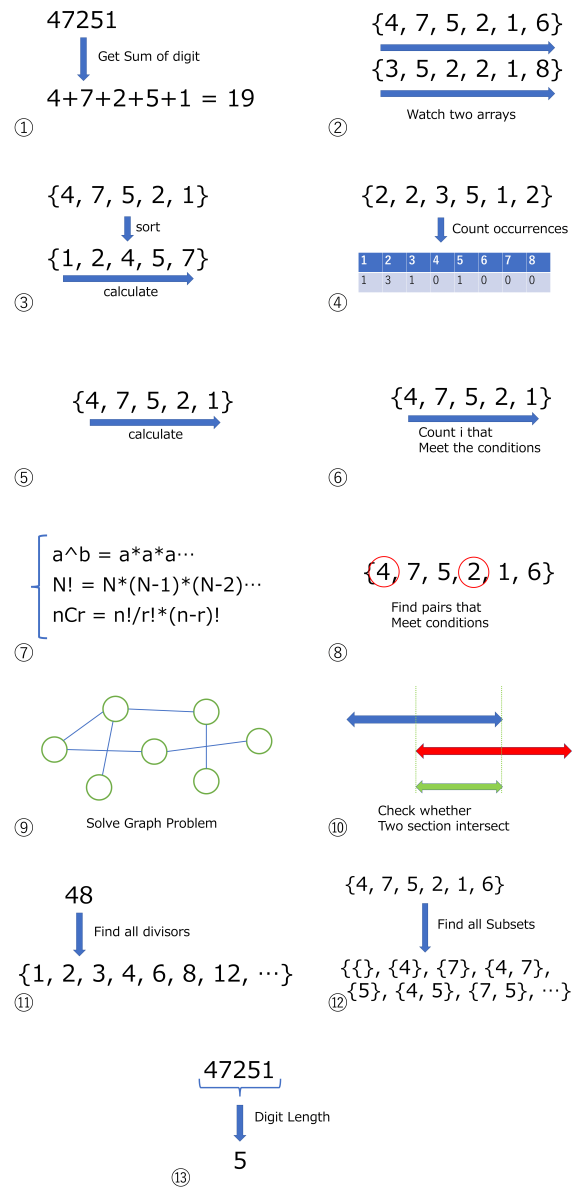 47251
Get Sum of digit
4+7+2+5+1 = 19
①
{4, 7, 5, 2, 1, 6}
{3, 5, 2, 2, 1, 8}
Watch two arrays
②
{4, 7, 5, 2, 1}
sort
{1, 2, 4, 5, 7}
calculate
③
{2, 2, 3, 5, 1, 2}
Count occurrences
1 2 3 4 5 6 7 8
1 3 1 0 1 0 0 0
④
{4, 7, 5, 2, 1}
calculate
⑤
{4, 7, 5, 2, 1}
Count i that
Meet the conditions
⑥
a^b = a*a*a⋯
N! = N*(N-1)*(N-2)⋯
nCr = n!/r!*(n-r)!
⑦
{4, 7, 5, 2, 1, 6}
Find pairs that
Meet conditions
⑧
Solve Graph Problem
⑨
Check whether
Two section intersect
⑩
48
Find all divisors
{1, 2, 3, 4, 6, 8, 12, ⋯}
⑪
{4, 7, 5, 2, 1, 6}
Find all Subsets
{{}, {4}, {7}, {4, 7},
{5}, {4, 5}, {7, 5}, ⋯}
⑫
47251
Digit Length
5
⑬